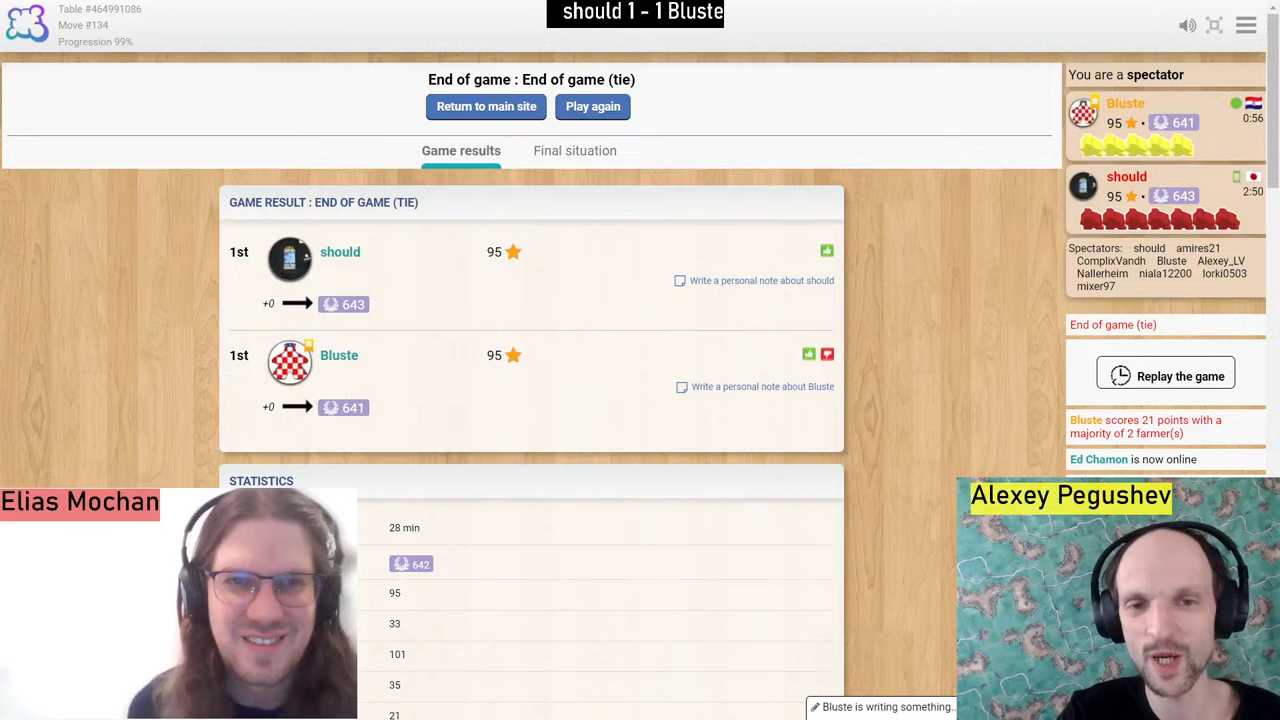 should 1 - 1 Bluste
Table #464991086
Move #134
Progression 99%
End of game : End of game (tie)
Return to main site
Play again
Game results
Final situation
GAME RESULT : END OF GAME (TIE)
1st
should
95
Write a personal note about should
+0
643
1st
Bluste
95
Write a personal note about Bluste
+0
641
STATISTICS
28 min
642
95
33
101
35
21
Bluste is writing something..
You are a spectator
Bluste
0:56
95 • 641
should
2:50
95 • 643
Spectators: should amires21
ComplixVandh Bluste Alexey_LV
Nallerheim niala12200 lorki0503
mixer97
End of game (tie)
Replay the game
Bluste scores 21 points with a
majority of 2 farmer(s)
Ed Chamon is now online
Elias Mochan
Alexey Pegushev